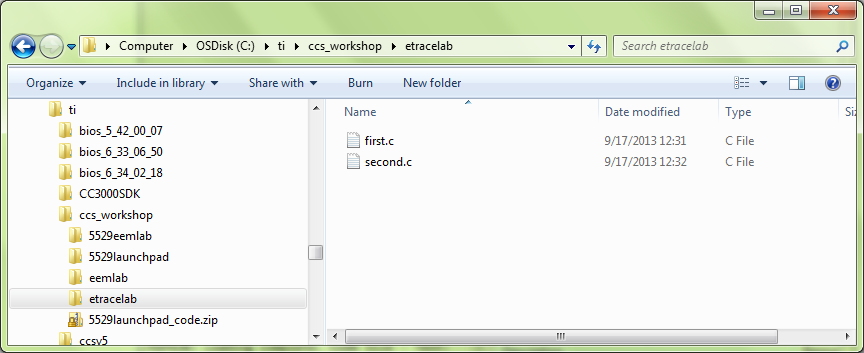 Computer OSDisk (C:) ti ccs_workshop etracelab Search etracelab
Organize Include in library Share with Burn New folder
ti
bios_5_42_00_07
bios_6_33_06_50
bios_6_34_02_18
CC3000SDK
ccs_workshop
5529eemlab
5529launchpad
eemlab
etracelab
5529launchpad_code.zip
ccsv5
Name Date modified Type Siz
first.c 9/17/2013 12:31 C File
second.c 9/17/2013 12:32 C File